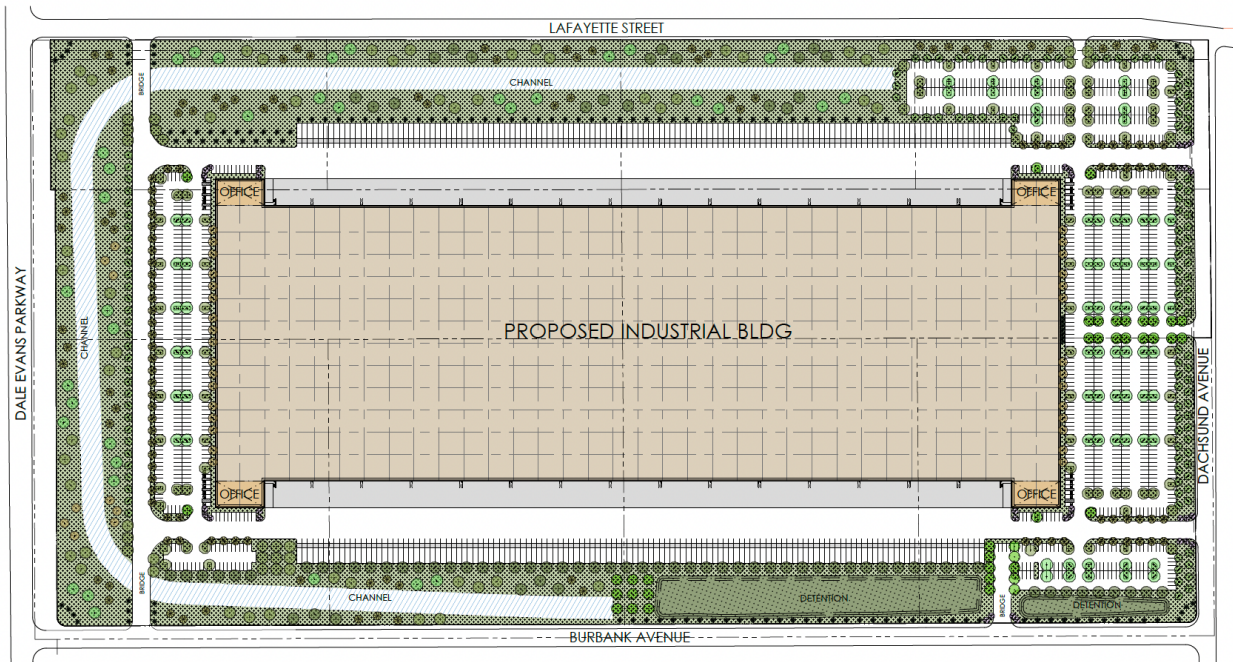 LAFAYETTE STREET
BRIDGE
CHANNEL
OFFICE
OFFICE
DALE EVANS PARKWAY
CHANNEL
PROPOSED INDUSTRIAL BLDG
DACHSUND AVENUE
OFFICE
OFFICE
BRIDGE
CHANNEL
DETENTION
BRIDGE
DETENTION
BURBANK AVENUE